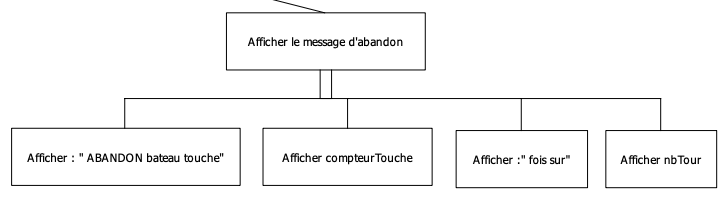 Afficher le message d'abandon
Afficher : " ABANDON bateau touche"
Afficher compteurTouche
Afficher :" fois sur"
Afficher nbTour